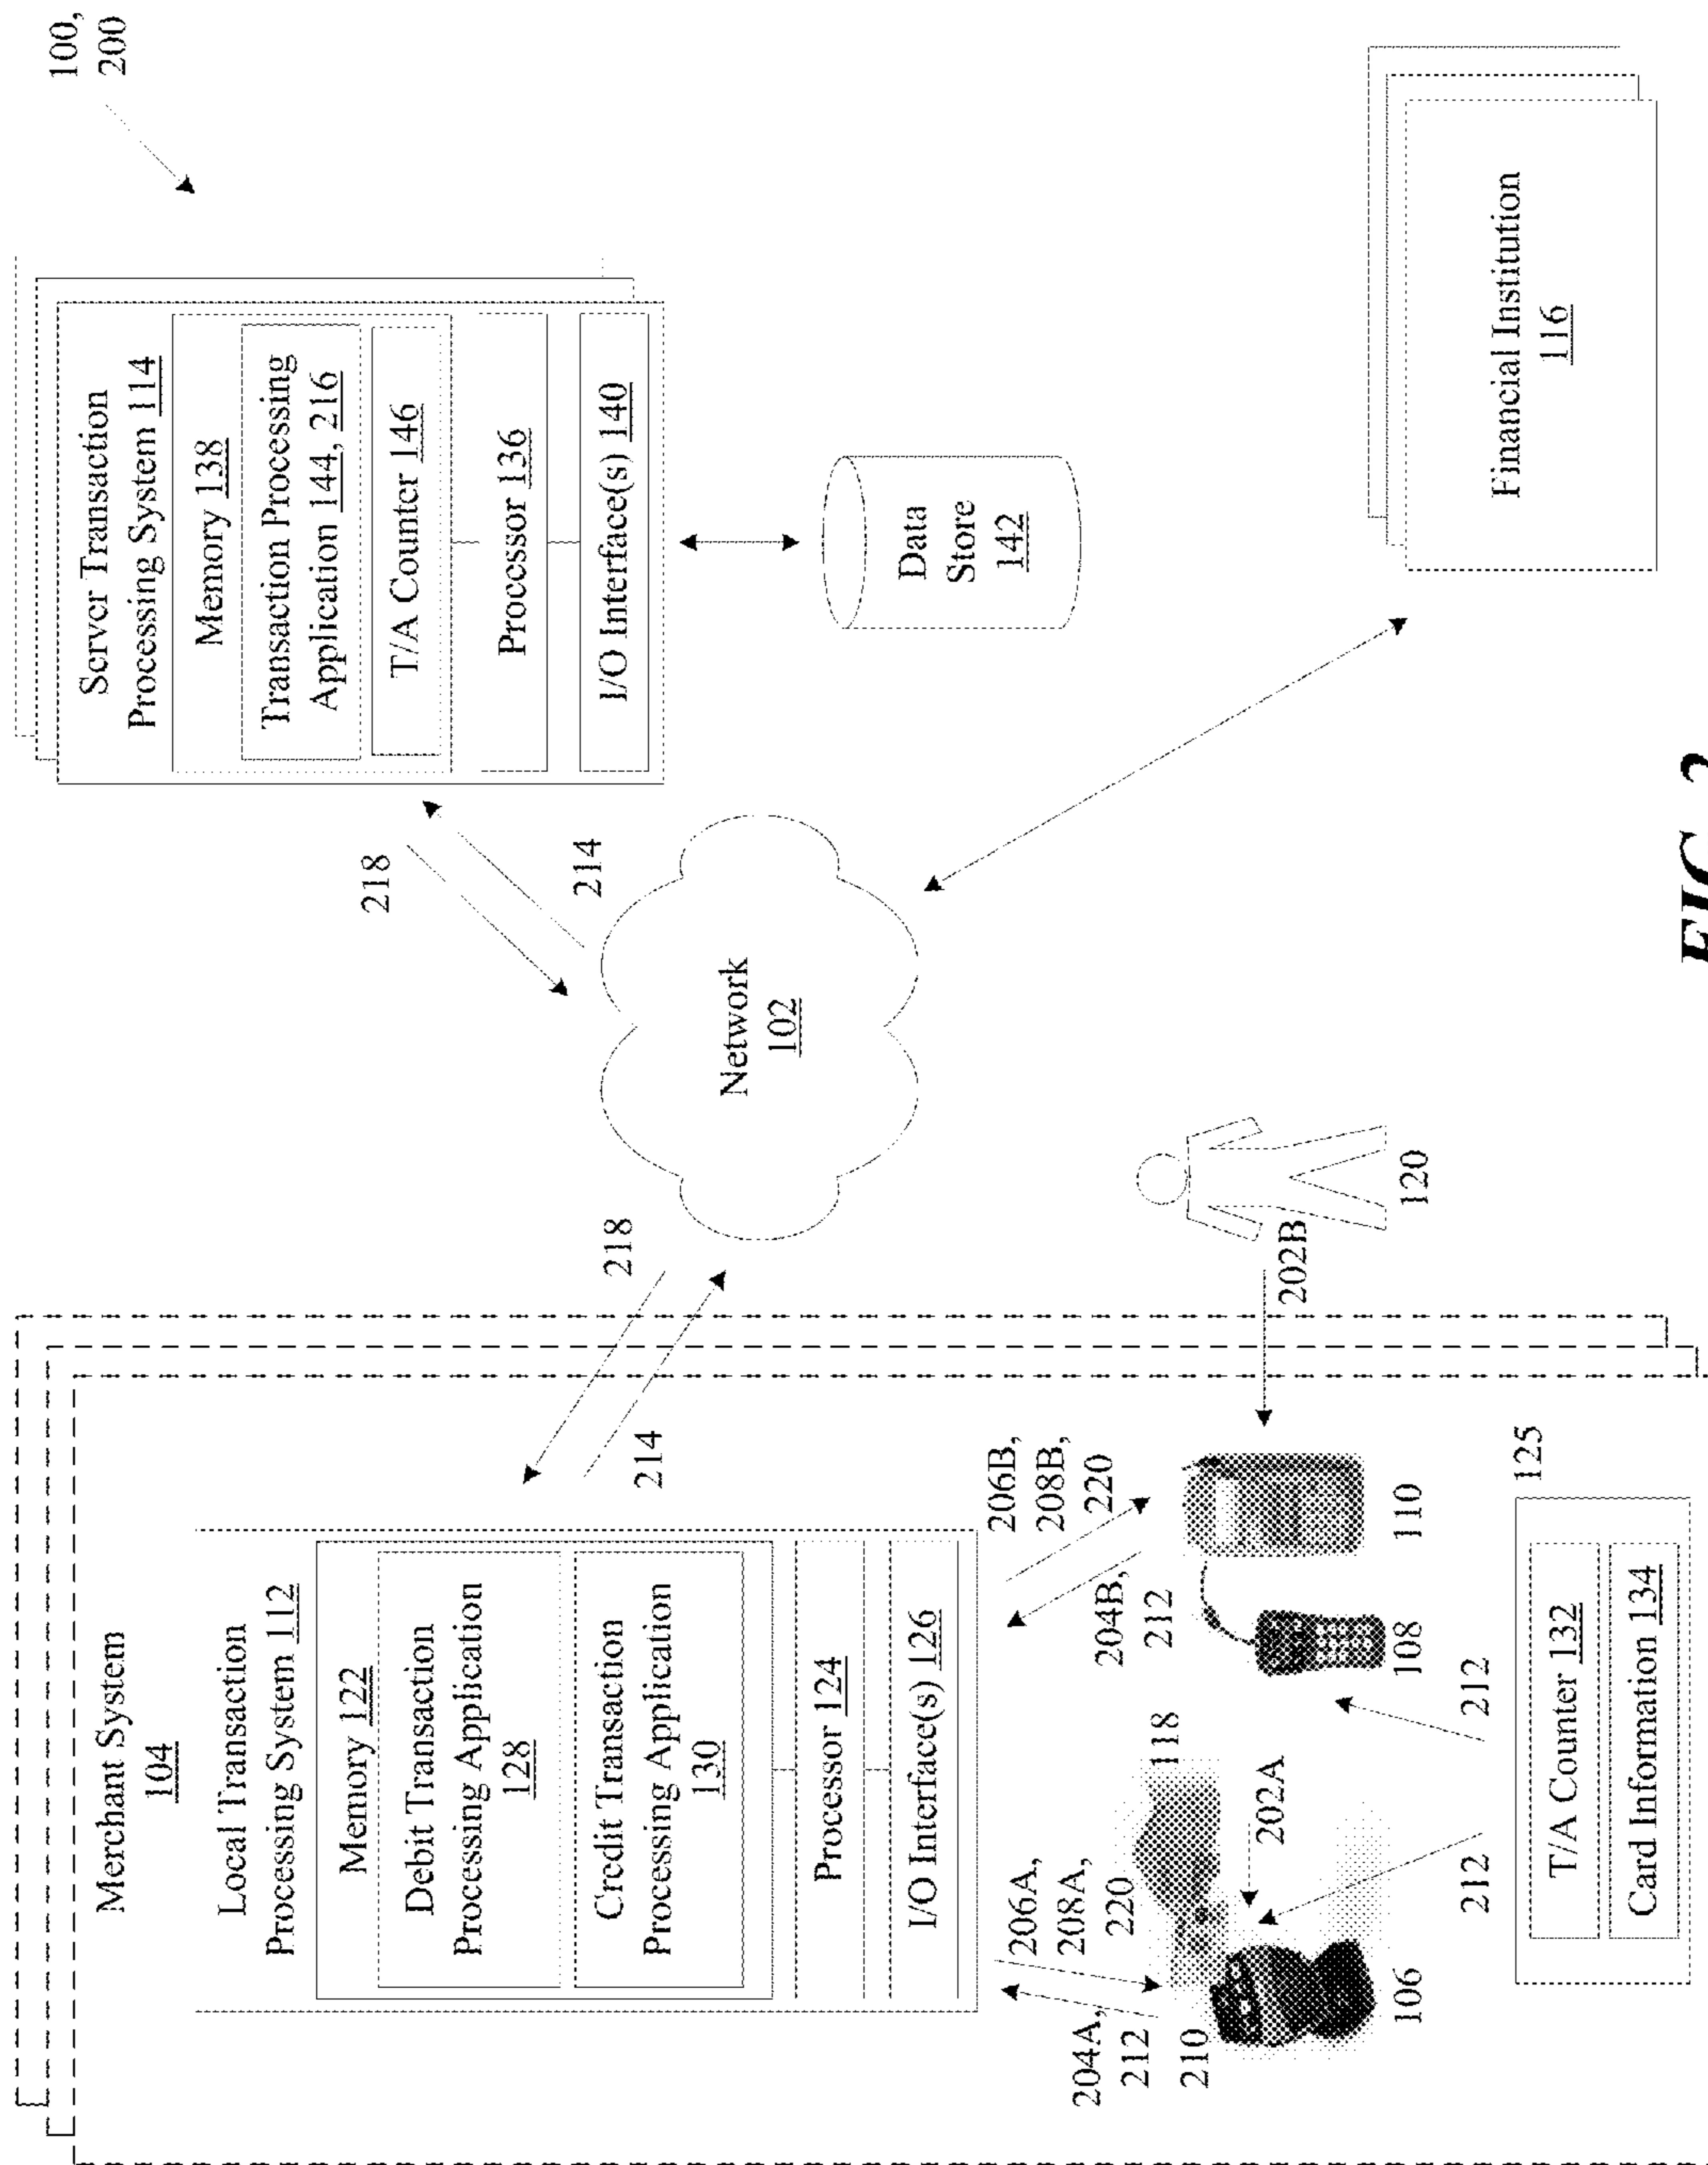 100,
200
Merchant System
104
Local Transaction
Processing System 112
Memory 122
Debit Transaction
Processing Application
128
Credit Transaction
Processing Application
130
Processor 124
I/O Interface(s) 126
218
214
218
214
Server Transaction
Processing System 114
Memory 138
Transaction Processing
Application 144, 216
T/A Counter 146
Processor 136
I/O Interface(s) 140
Network
102
Data
Store
142
204A,
212
210
206A,
208A,
220
118
202A
204B,
212
206B,
208B,
220
202B
106
108
110
120
212
212
125
T/A Counter 132
Card Information 134
Financial Institution
116
FIG. 2